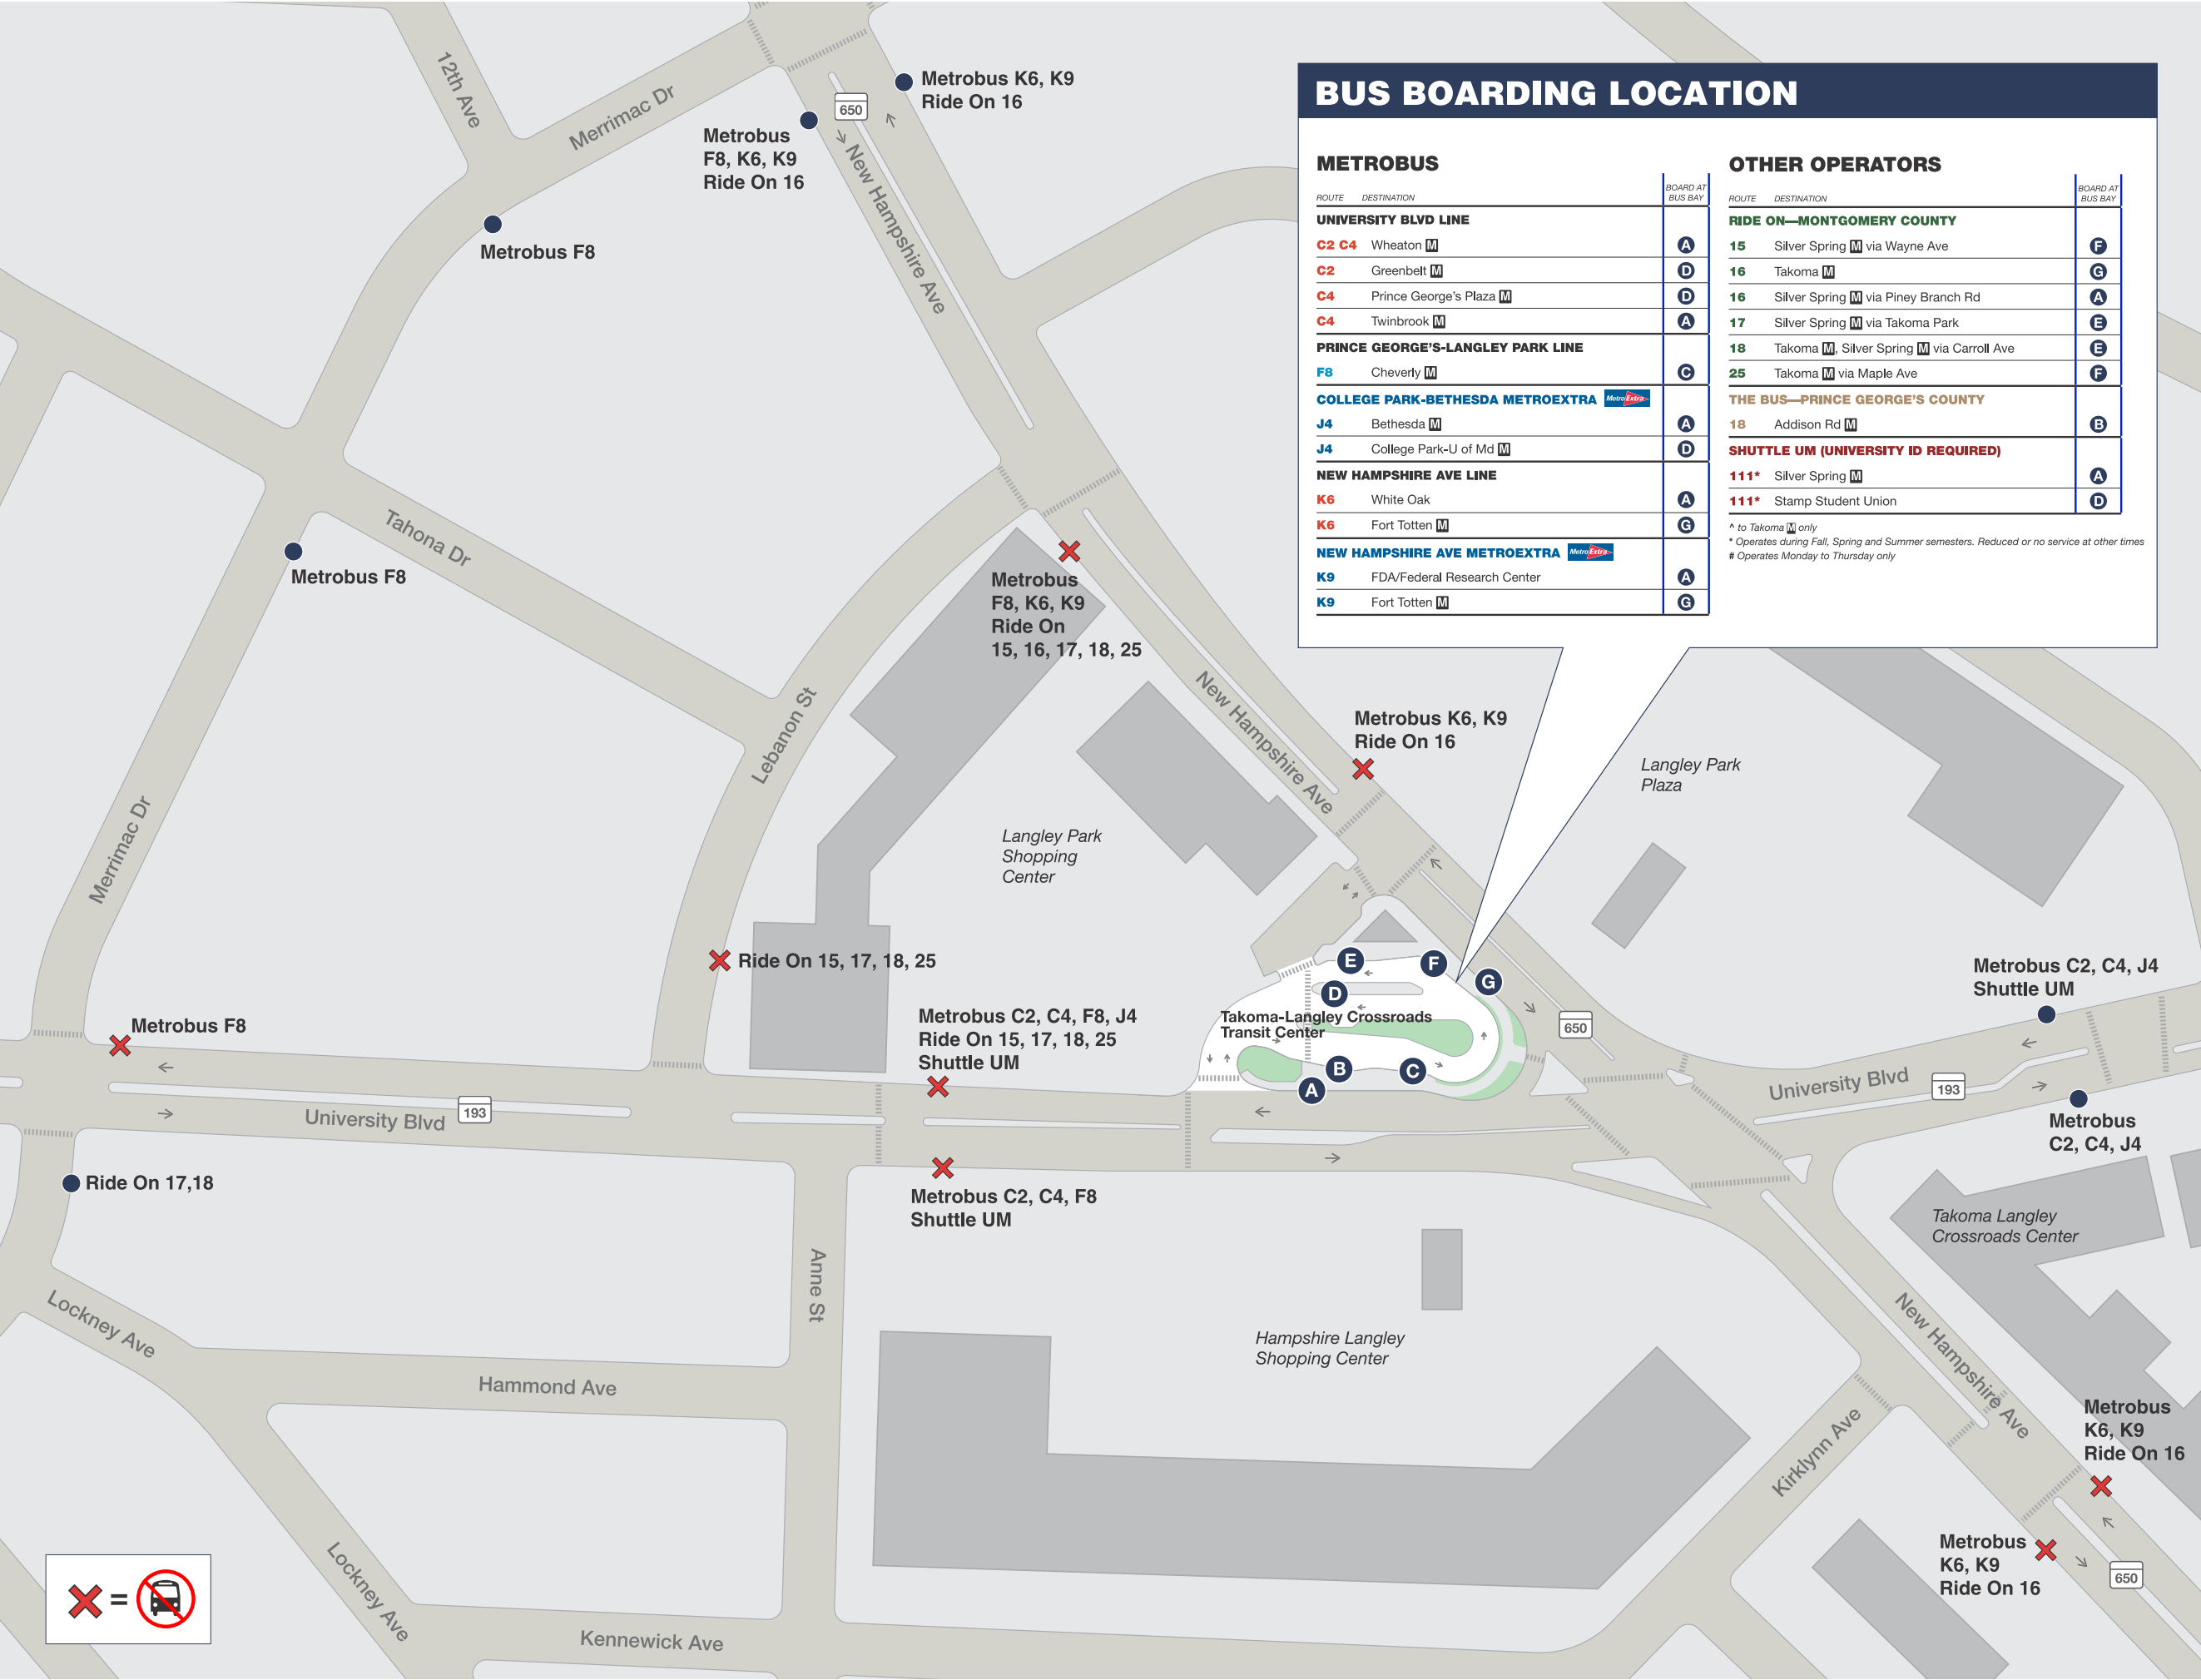 12th Ave
Merrimac Dr
650
Metrobus K6, K9
Ride On 16
Metrobus
F8, K6, K9
Ride On 16
New Hampshire Ave
Metrobus F8
Tahona Dr
Metrobus F8
Metrobus
F8, K6, K9
Ride On
15, 16, 17, 18, 25
Lebanon St
New Hampshire Ave
Metrobus K6, K9
Ride On 16
BUS BOARDING LOCATION
METROBUS
ROUTE DESTINATION BOARD AT BUS BAY
UNIVERSITY BLVD LINE
C2 C4 Wheaton M A
C2 Greenbelt M D
C4 Prince George's Plaza M D
C4 Twinbrook M A
PRINCE GEORGE'S-LANGLEY PARK LINE
F8 Cheverly M C
COLLEGE PARK-BETHESDA METROEXTRA MetroExtra
J4 Bethesda M A
J4 College Park-U of Md M D
NEW HAMPSHIRE AVE LINE
K6 White Oak A
K6 Fort Totten M G
NEW HAMPSHIRE AVE METROEXTRA MetroExtra
K9 FDA/Federal Research Center A
K9 Fort Totten M G
OTHER OPERATORS
ROUTE DESTINATION BOARD AT BUS BAY
RIDE ON—MONTGOMERY COUNTY
15 Silver Spring M via Wayne Ave F
16 Takoma M G
16 Silver Spring M via Piney Branch Rd A
17 Silver Spring M via Takoma Park E
18 Takoma M, Silver Spring M via Carroll Ave E
25 Takoma M via Maple Ave F
THE BUS—PRINCE GEORGE'S COUNTY
18 Addison Rd M B
SHUTTLE UM (UNIVERSITY ID REQUIRED)
111* Silver Spring M A
111* Stamp Student Union D
^ to Takoma M only
* Operates during Fall, Spring and Summer semesters. Reduced or no service at other times
# Operates Monday to Thursday only
Langley Park
Plaza
Merrimac Dr
Langley Park
Shopping
Center
Ride On 15, 17, 18, 25
E
F
D
G
Takoma-Langley Crossroads
Transit Center
B
C
A
650
Metrobus C2, C4, J4
Shuttle UM
Metrobus F8
Metrobus C2, C4, F8, J4
Ride On 15, 17, 18, 25
Shuttle UM
University Blvd
193
University Blvd
193
Metrobus
C2, C4, J4
Ride On 17,18
Metrobus C2, C4, F8
Shuttle UM
Takoma Langley
Crossroads Center
Anne St
Lockney Ave
Hampshire Langley
Shopping Center
Hammond Ave
New Hampshire Ave
Kirklynn Ave
Metrobus
K6, K9
Ride On 16
Metrobus
K6, K9
Ride On 16
650
Lockney Ave
Kennewick Ave
=